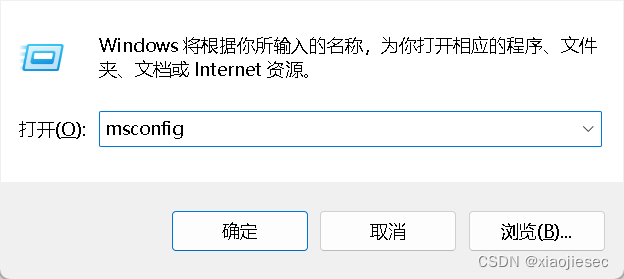 Windows 将根据你所输入的名称，为你打开相应的程序、文件
夹、文档或 Internet 资源。
打开(O): msconfig
确定 取消 浏览(B)...
CSDN @xiaojiesec